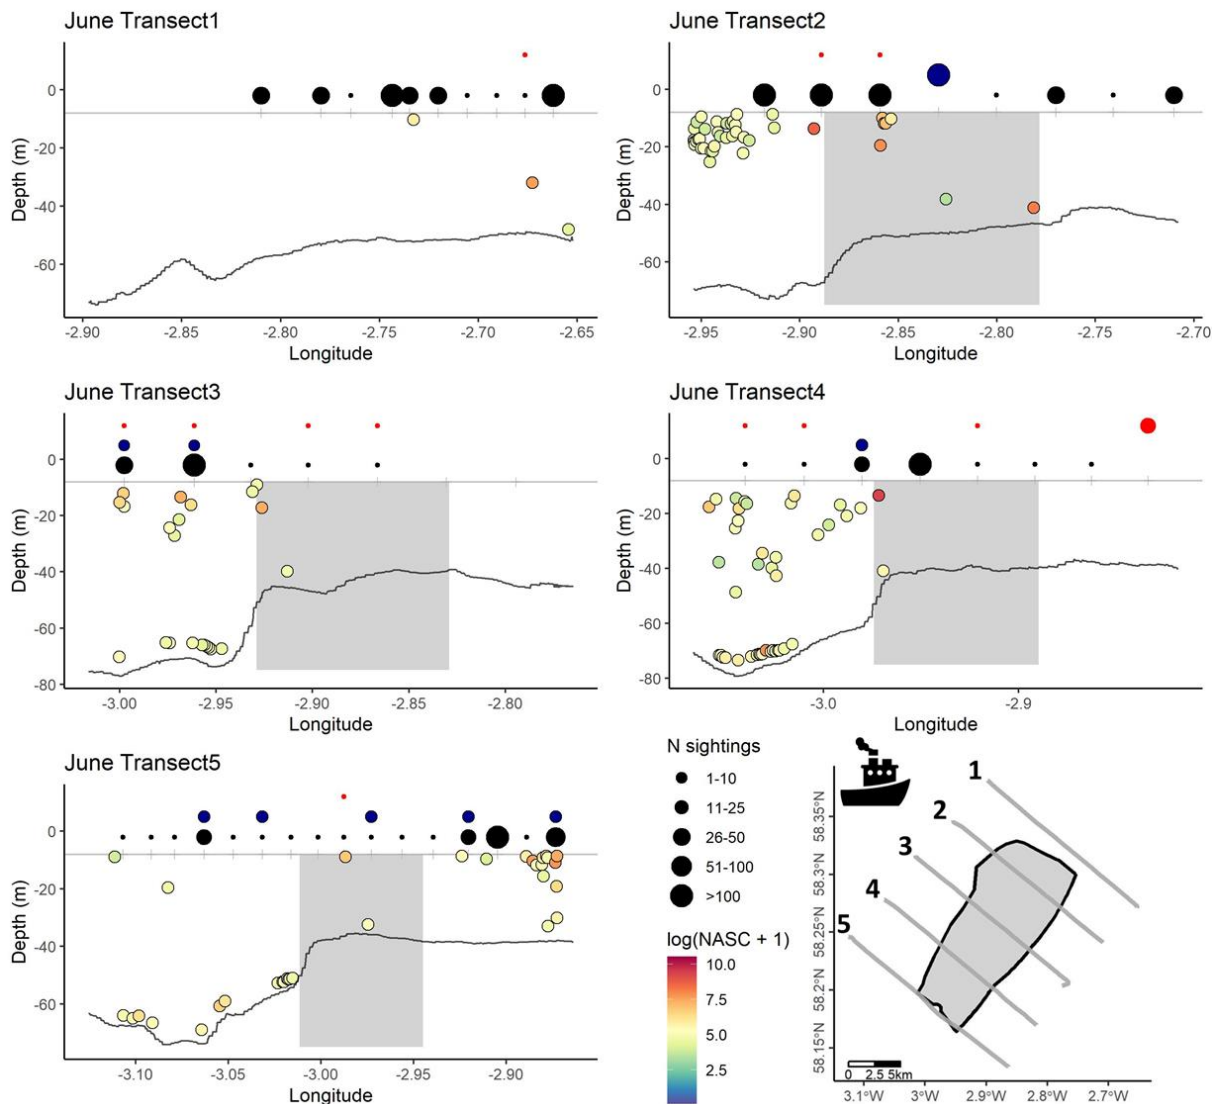 June Transect1
0
-20
-40
-60
Depth (m)
-2.90 -2.85 -2.80 -2.75 -2.70 -2.65
Longitude
June Transect2
0
-20
-40
-60
Depth (m)
-2.95 -2.90 -2.85 -2.80 -2.75 -2.70
Longitude
June Transect3
0
-20
-40
-60
-80
Depth (m)
-3.00 -2.95 -2.90 -2.85 -2.80
Longitude
June Transect4
0
-20
-40
-60
-80
Depth (m)
-3.0 -2.9
Longitude
June Transect5
0
-20
-40
-60
Depth (m)
-3.10 -3.05 -3.00 -2.95 -2.90
Longitude
N sightings
1-10
11-25
26-50
51-100
>100
log(NASC + 1)
10.0
7.5
5.0
2.5
1
2
3
4
5
58.35°N
58.3°N
58.25°N
58.2°N
58.15°N
0 2.5 5km
3.1°W 3°W 2.9°W 2.8°W 2.7°W